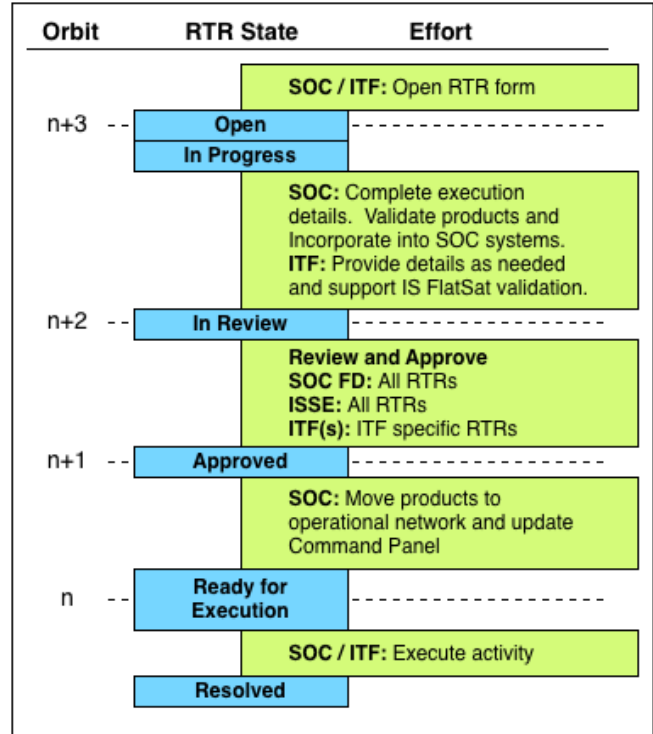 Orbit RTR State Effort
SOC / ITF: Open RTR form
n+3 Open
In Progress
SOC: Complete execution
details. Validate products and
Incorporate into SOC systems.
ITF: Provide details as needed
and support IS FlatSat validation.
n+2 In Review
Review and Approve
SOC FD: All RTRs
ISSE: All RTRs
ITF(s): ITF specific RTRs
n+1 Approved
SOC: Move products to
operational network and update
Command Panel
n Ready for
Execution
SOC / ITF: Execute activity
Resolved